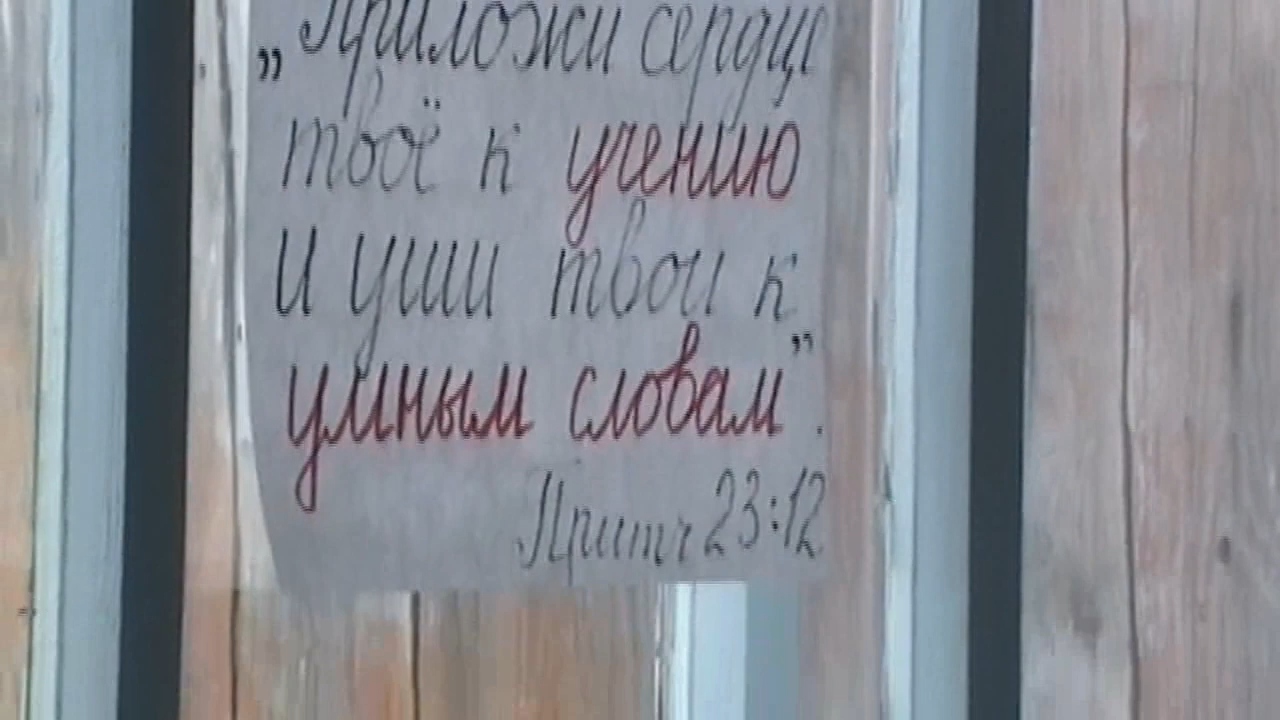 „Приложи сердце
твоё к учению
и уши твои к
умным словам”.
Притч 23:12